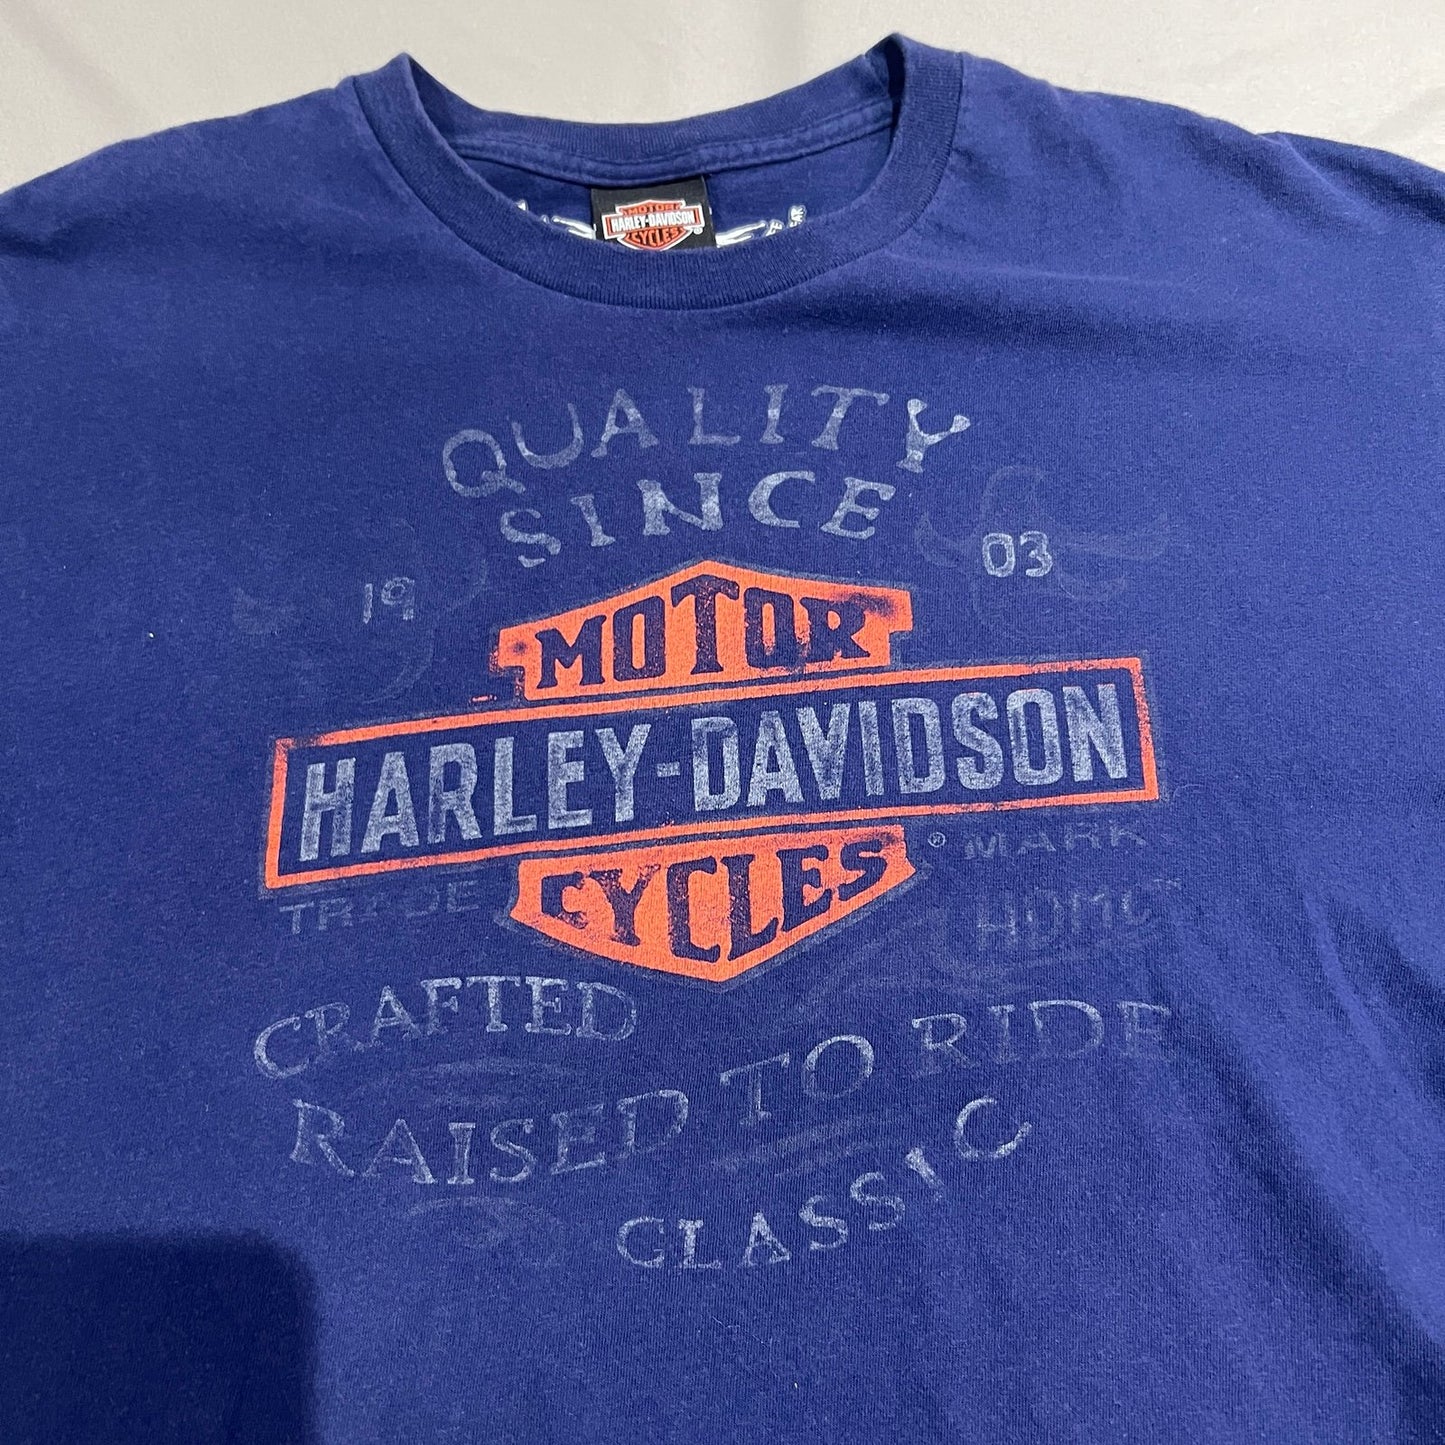 MOTOR
HARLEY-DAVIDSON
CYCLES
QUALITY
SINCE
19 03
MOTOR
HARLEY-DAVIDSON
CYCLES
TRADE ® MARK
CRAFTED
RAISED TO RIDE
CLASSIC